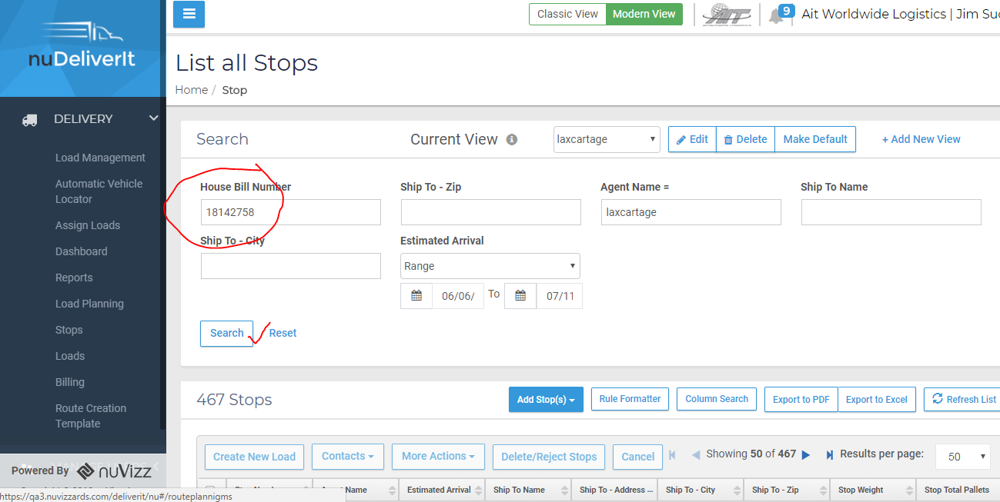 Classic View Modern View AIT 9 Ait Worldwide Logistics | Jim
nuDeliverIt
List all Stops
Home / Stop
DELIVERY
Load Management
Automatic Vehicle
Locator
Assign Loads
Dashboard
Reports
Load Planning
Stops
Loads
Billing
Route Creation
Template
Powered By nuVizz
https://qa3.nuvizzards.com/deliverit/nu#/routeplannigms
Search Current View laxcartage Edit Delete Make Default + Add New View
House Bill Number Ship To - Zip Agent Name = Ship To Name
18142758 laxcartage
Ship To - City Estimated Arrival
Range
06/06/ To 07/11
Search Reset
467 Stops Add Stop(s) Rule Formatter Column Search Export to PDF Export to Excel Refresh List
Create New Load Contacts More Actions Delete/Reject Stops Cancel Showing 50 of 467 Results per page: 50
Name Estimated Arrival Ship To Name Ship To - Address ... Ship To - City Ship To - Zip Stop Weight Stop Total Pallets